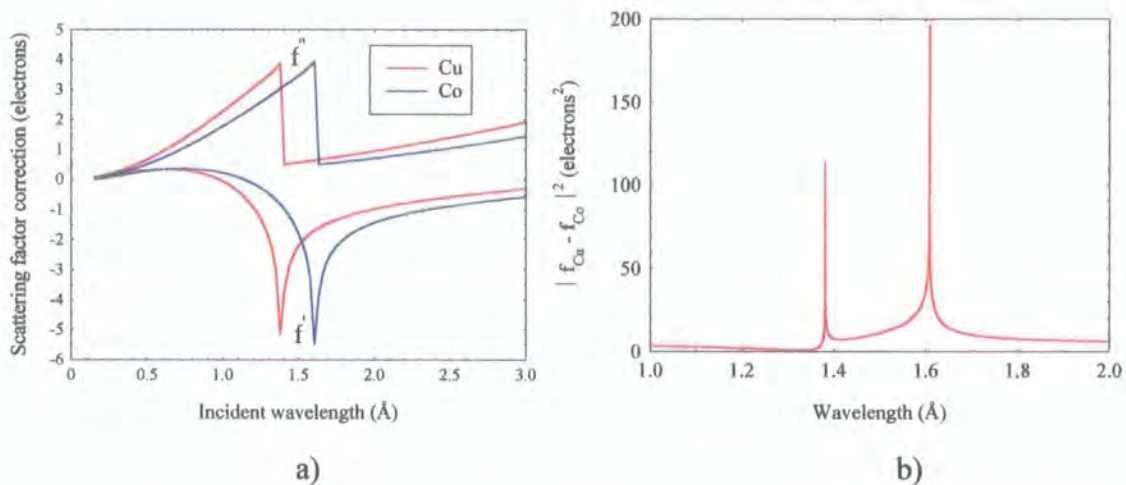 5
4
3
2
1
0
-1
-2
-3
-4
-5
-6
Scattering factor correction (electrons)
f"
f'
Cu
Co
0 0.5 1.0 1.5 2.0 2.5 3.0
Incident wavelength (Å)
a)
200
150
100
50
0
| f_Cu - f_Co |² (electrons²)
1.0 1.2 1.4 1.6 1.8 2.0
Wavelength (Å)
b)